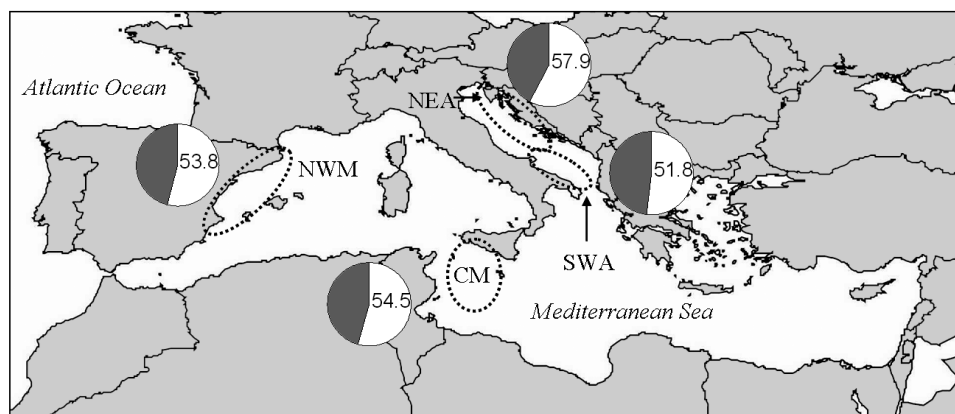 57.9
Atlantic Ocean
NEA
53.8
NWM
51.8
CM
SWA
54.5
Mediterranean Sea